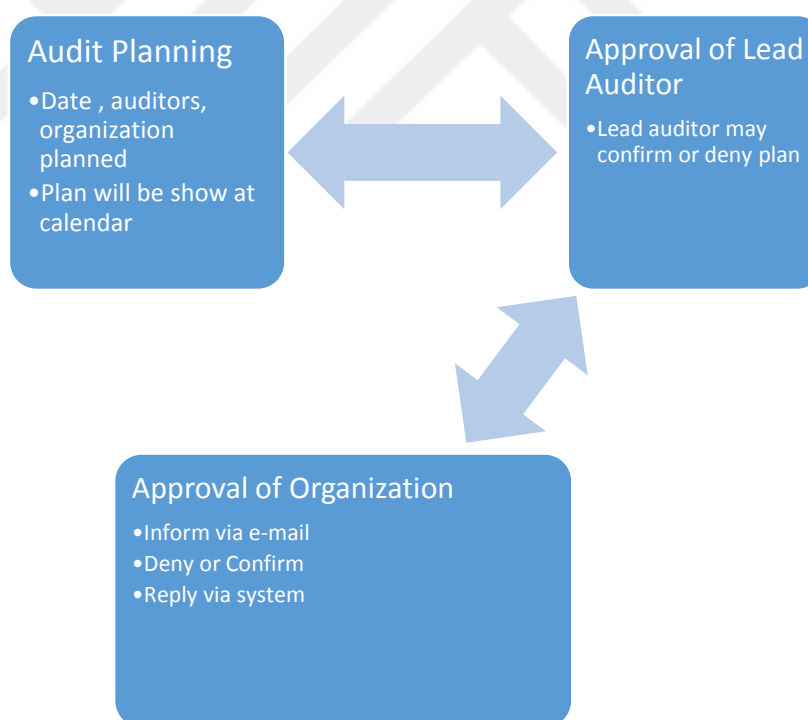 Audit Planning
•Date , auditors,
organization
planned
•Plan will be show at
calendar
Approval of Lead
Auditor
•Lead auditor may
confirm or deny plan
Approval of Organization
•Inform via e-mail
•Deny or Confirm
•Reply via system